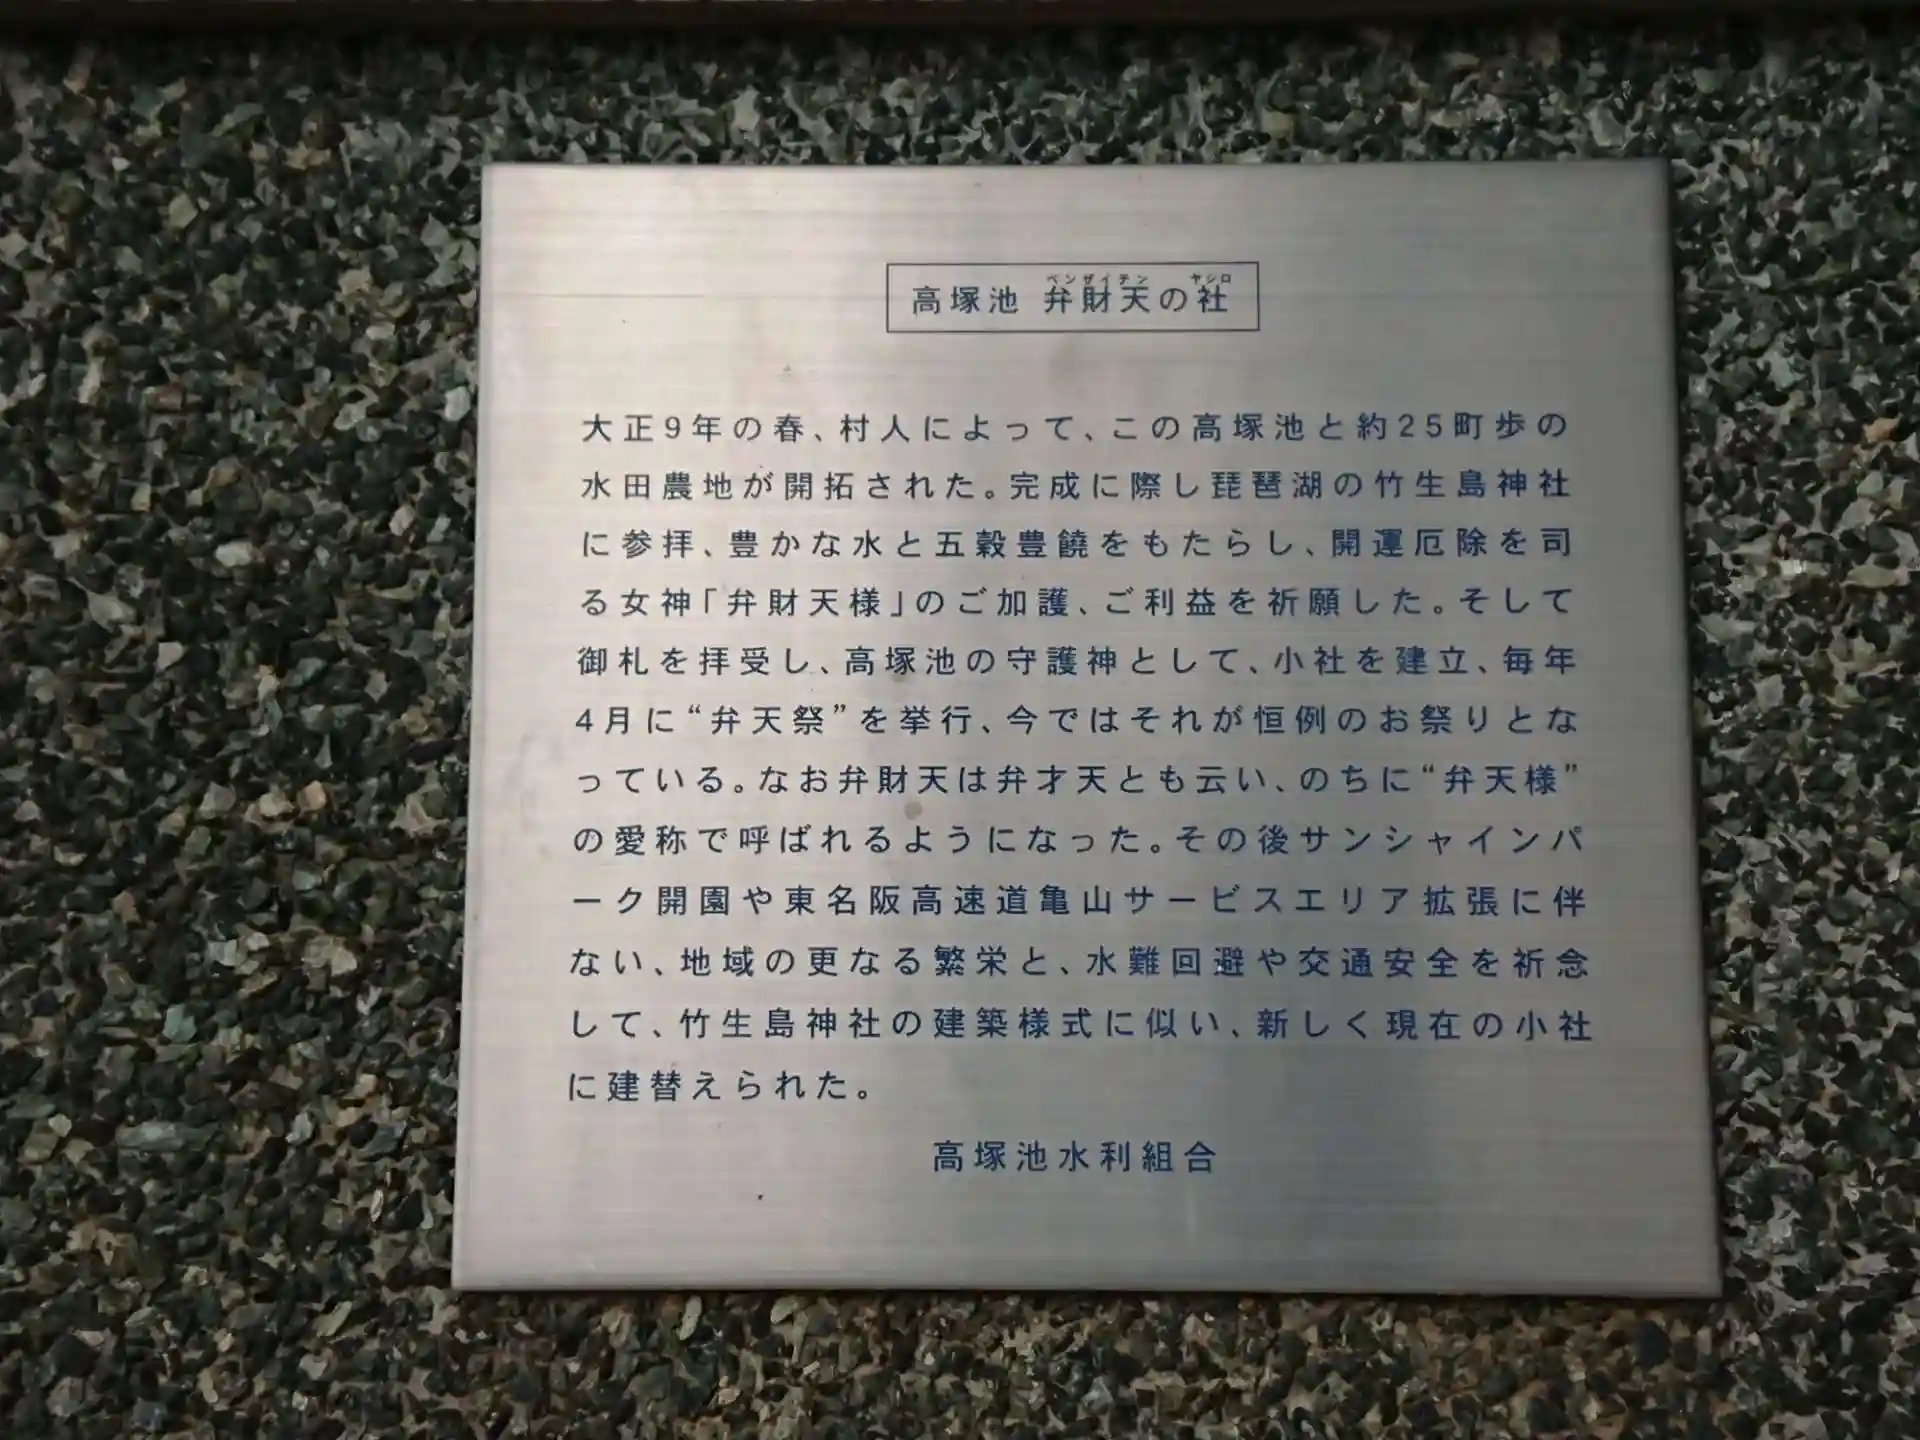 高塚池 弁財天の社
ベンザイテン ヤシロ
大正9年の春、村人によって、この高塚池と約25町歩の
水田農地が開拓された。完成に際し琵琶湖の竹生島神社
に参拝、豊かな水と五穀豊饒をもたらし、開運厄除を司
る女神「弁財天様」のご加護、ご利益を祈願した。そして
御札を拝受し、高塚池の守護神として、小社を建立、毎年
4月に“弁天祭”を挙行、今ではそれが恒例のお祭りとな
っている。なお弁財天は弁才天とも云い、のちに“弁天様”
の愛称で呼ばれるようになった。その後サンシャインパ
ーク開園や東名阪高速道亀山サービスエリア拡張に伴
ない、地域の更なる繁栄と、水難回避や交通安全を祈念
して、竹生島神社の建築様式に似い、新しく現在の小社
に建替えられた。
高塚池水利組合